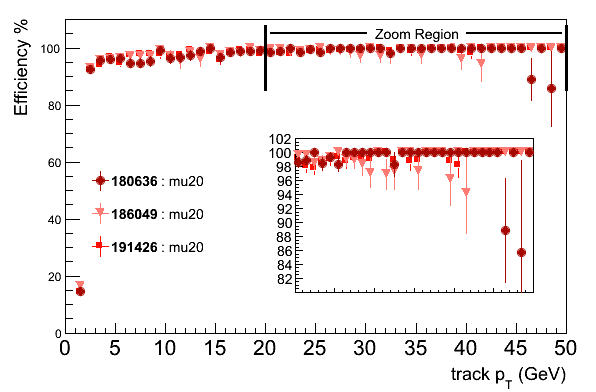 Efficiency %
Zoom Region
100
80
60
40
20
0
102
100
98
96
94
92
90
88
86
84
82
180636 : mu20
186049 : mu20
191426 : mu20
0 5 10 15 20 25 30 35 40 45 50
track pT (GeV)